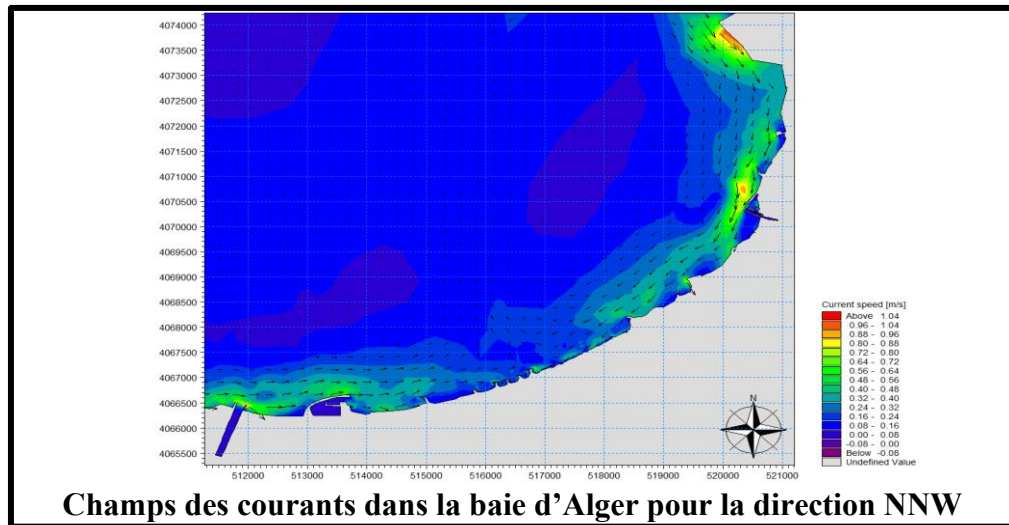 4074000
4073500
4073000
4072500
4072000
4071500
4071000
4070500
4070000
4069500
4069000
4068500
4068000
4067500
4067000
4066500
4066000
4065500
512000 513000 514000 515000 516000 517000 518000 519000 520000 521000
Current speed [m/s]
Above 1.04
0.96 - 1.04
0.88 - 0.96
0.80 - 0.88
0.72 - 0.80
0.64 - 0.72
0.56 - 0.64
0.48 - 0.56
0.40 - 0.48
0.32 - 0.40
0.24 - 0.32
0.16 - 0.24
0.08 - 0.16
0.00 - 0.08
-0.08 - 0.00
Below -0.08
Undefined Value
N
Champs des courants dans la baie d'Alger pour la direction NNW